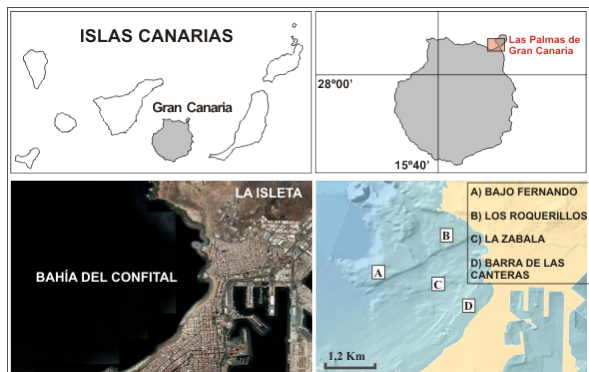 ISLAS CANARIAS
Gran Canaria
Las Palmas de
Gran Canaria
28º00’
15º40’
LA ISLETA
BAHÍA DEL CONFITAL
A) BAJO FERNANDO
B) LOS ROQUERILLOS
C) LA ZABALA
D) BARRA DE LAS
CANTERAS
B
A
C
D
1,2 Km